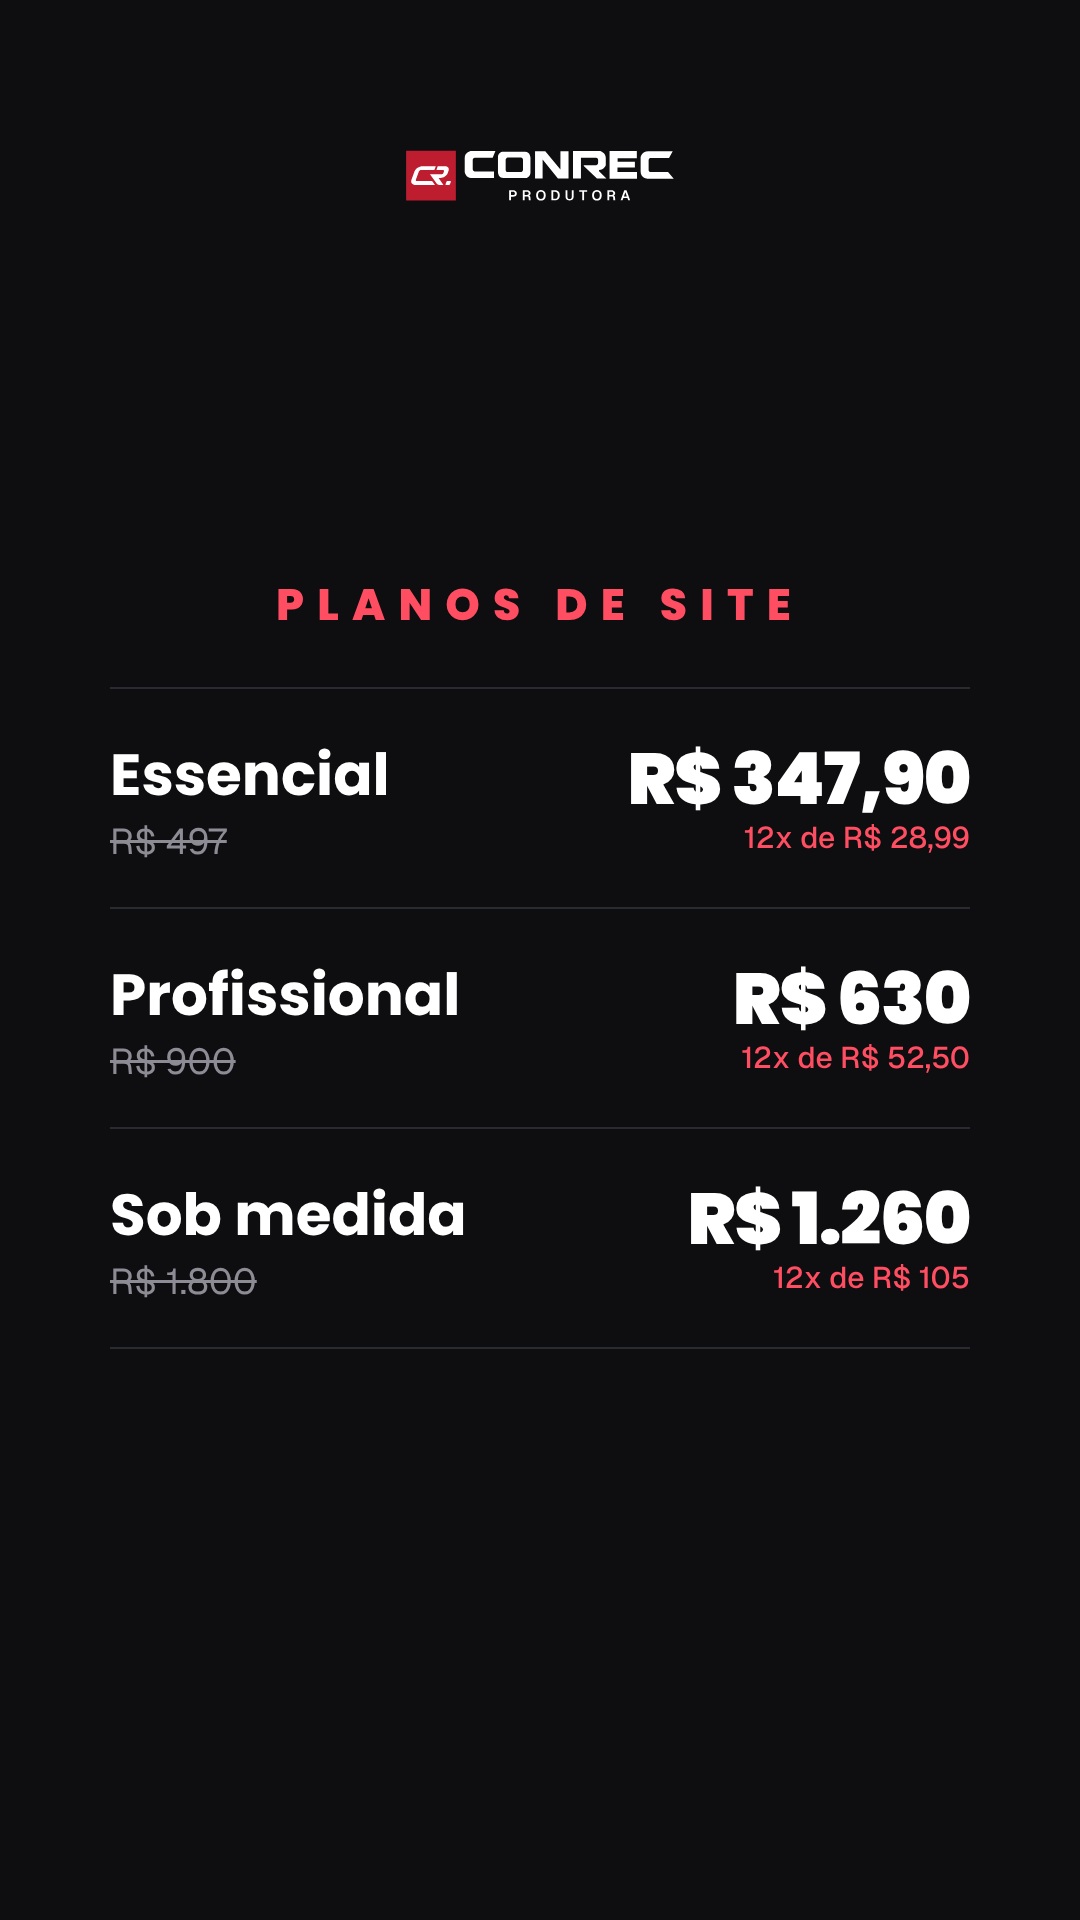 CR.
CONREC
PRODUTORA
PLANOS DE SITE
Essencial
R$ 347,90
R$ 497
12x de R$ 28,99
Profissional
R$ 630
R$ 900
12x de R$ 52,50
Sob medida
R$ 1.260
R$ 1.800
12x de R$ 105